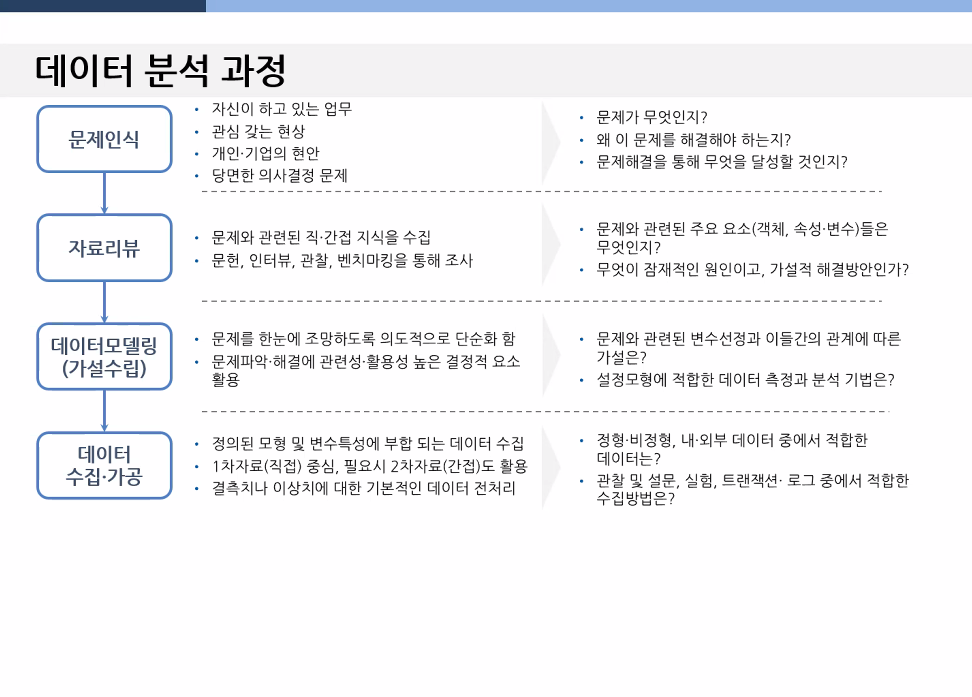 데이터 분석 과정
문제인식
• 자신이 하고 있는 업무
• 관심 갖는 현상
• 개인·기업의 현안
• 당면한 의사결정 문제
• 문제가 무엇인지?
• 왜 이 문제를 해결해야 하는지?
• 문제해결을 통해 무엇을 달성할 것인지?
자료리뷰
• 문제와 관련된 직·간접 지식을 수집
• 문헌, 인터뷰, 관찰, 벤치마킹을 통해 조사
• 문제와 관련된 주요 요소(객체, 속성·변수)들은
무엇인지?
• 무엇이 잠재적인 원인이고, 가설적 해결방안인가?
데이터모델링
(가설수립)
• 문제를 한눈에 조망하도록 의도적으로 단순화 함
• 문제파악·해결에 관련성·활용성 높은 결정적 요소
활용
• 문제와 관련된 변수선정과 이들간의 관계에 따른
가설은?
• 설정모형에 적합한 데이터 측정과 분석 기법은?
데이터
수집·가공
• 정의된 모형 및 변수특성에 부합 되는 데이터 수집
• 1차자료(직접) 중심, 필요시 2차자료(간접)도 활용
• 결측치나 이상치에 대한 기본적인 데이터 전처리
• 정형·비정형, 내·외부 데이터 중에서 적합한
데이터는?
• 관찰 및 설문, 실험, 트랜잭션· 로그 중에서 적합한
수집방법은?